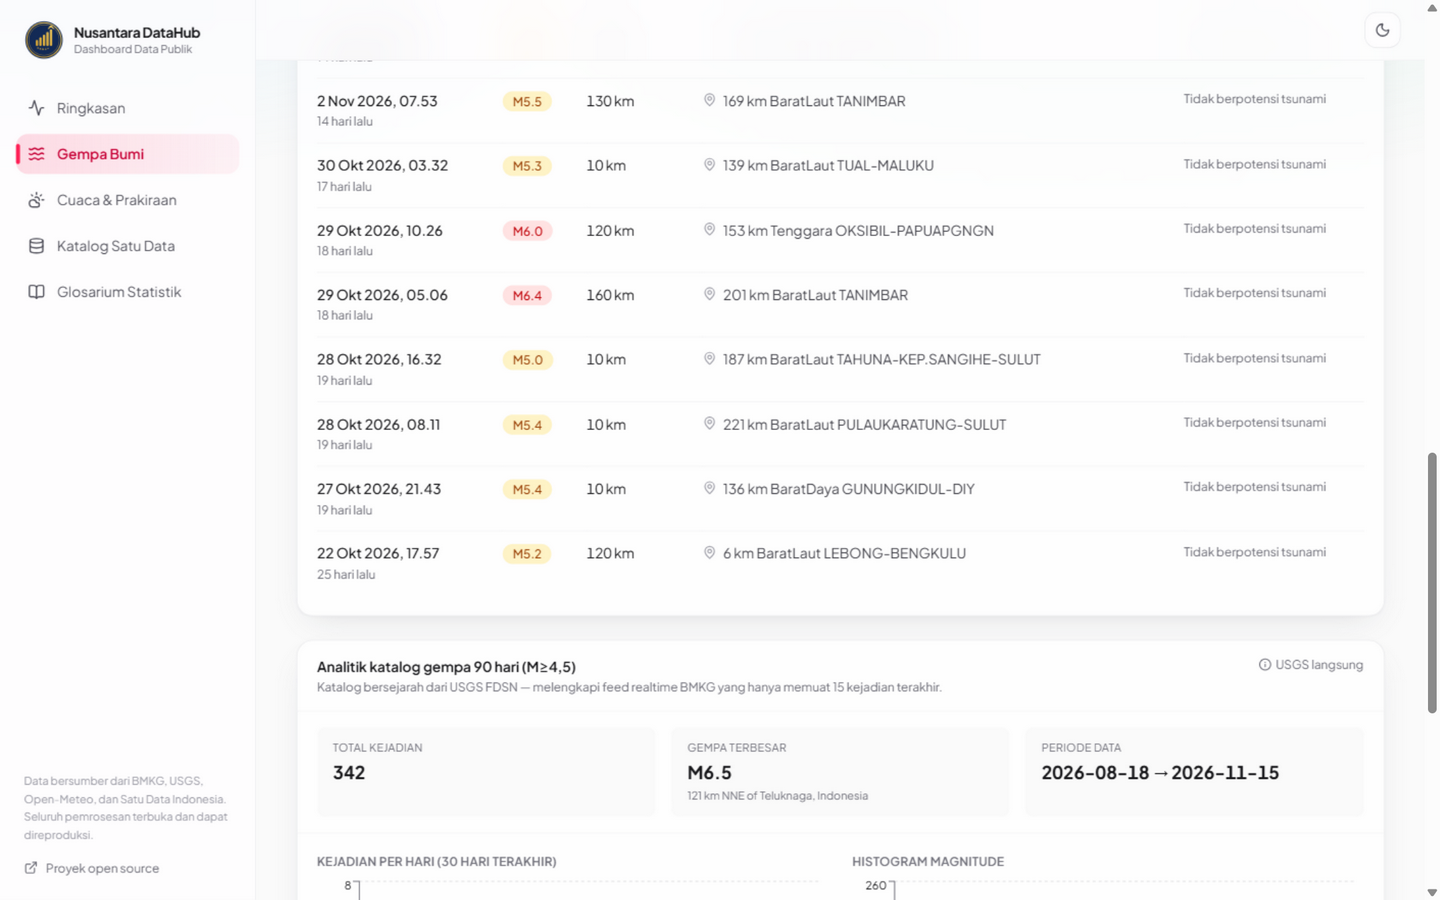 Nusantara DataHub
Dashboard Data Publik
Ringkasan
Gempa Bumi
Cuaca & Prakiraan
Katalog Satu Data
Glosarium Statistik
Data bersumber dari BMKG, USGS,
Open-Meteo, dan Satu Data Indonesia.
Seluruh pemrosesan terbuka dan dapat
direproduksi.
Proyek open source
2 Nov 2026, 07.53 M5.5 130 km 169 km BaratLaut TANIMBAR Tidak berpotensi tsunami
14 hari lalu
30 Okt 2026, 03.32 M5.3 10 km 139 km BaratLaut TUAL-MALUKU Tidak berpotensi tsunami
17 hari lalu
29 Okt 2026, 10.26 M6.0 120 km 153 km Tenggara OKSIBIL-PAPUAPGNGN Tidak berpotensi tsunami
18 hari lalu
29 Okt 2026, 05.06 M6.4 160 km 201 km BaratLaut TANIMBAR Tidak berpotensi tsunami
18 hari lalu
28 Okt 2026, 16.32 M5.0 10 km 187 km BaratLaut TAHUNA-KEP.SANGIHE-SULUT Tidak berpotensi tsunami
19 hari lalu
28 Okt 2026, 08.11 M5.4 10 km 221 km BaratLaut PULAUKARATUNG-SULUT Tidak berpotensi tsunami
19 hari lalu
27 Okt 2026, 21.43 M5.4 10 km 136 km BaratDaya GUNUNGKIDUL-DIY Tidak berpotensi tsunami
19 hari lalu
22 Okt 2026, 17.57 M5.2 120 km 6 km BaratLaut LEBONG-BENGKULU Tidak berpotensi tsunami
25 hari lalu
Analitik katalog gempa 90 hari (M≥4,5) USGS langsung
Katalog bersejarah dari USGS FDSN — melengkapi feed realtime BMKG yang hanya memuat 15 kejadian terakhir.
TOTAL KEJADIAN
342
GEMPA TERBESAR
M6.5
121 km NNE of Teluknaga, Indonesia
PERIODE DATA
2026-08-18 → 2026-11-15
KEJADIAN PER HARI (30 HARI TERAKHIR)
8
HISTOGRAM MAGNITUDE
260